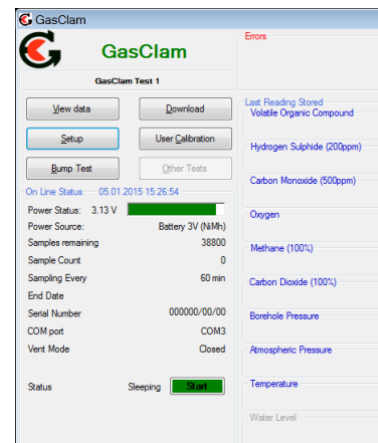 GasClam
GasClam
GasClam Test 1
View data
Download
Setup
User Calibration
Bump Test
Other Tests
On Line Status 05.01.2015 15:26:54
Power Status: 3.13 V
Power Source: Battery 3V (NiMh)
Samples remaining 38800
Sample Count 0
Sampling Every 60 min
End Date
Serial Number 000000/00/00
COM port COM3
Vent Mode Closed
Status Sleeping Start
Errors
Last Reading Stored
Volatile Organic Compound
Hydrogen Sulphide (200ppm)
Carbon Monoxide (500ppm)
Oxygen
Methane (100%)
Carbon Dioxide (100%)
Borehole Pressure
Atmospheric Pressure
Temperature
Water Level